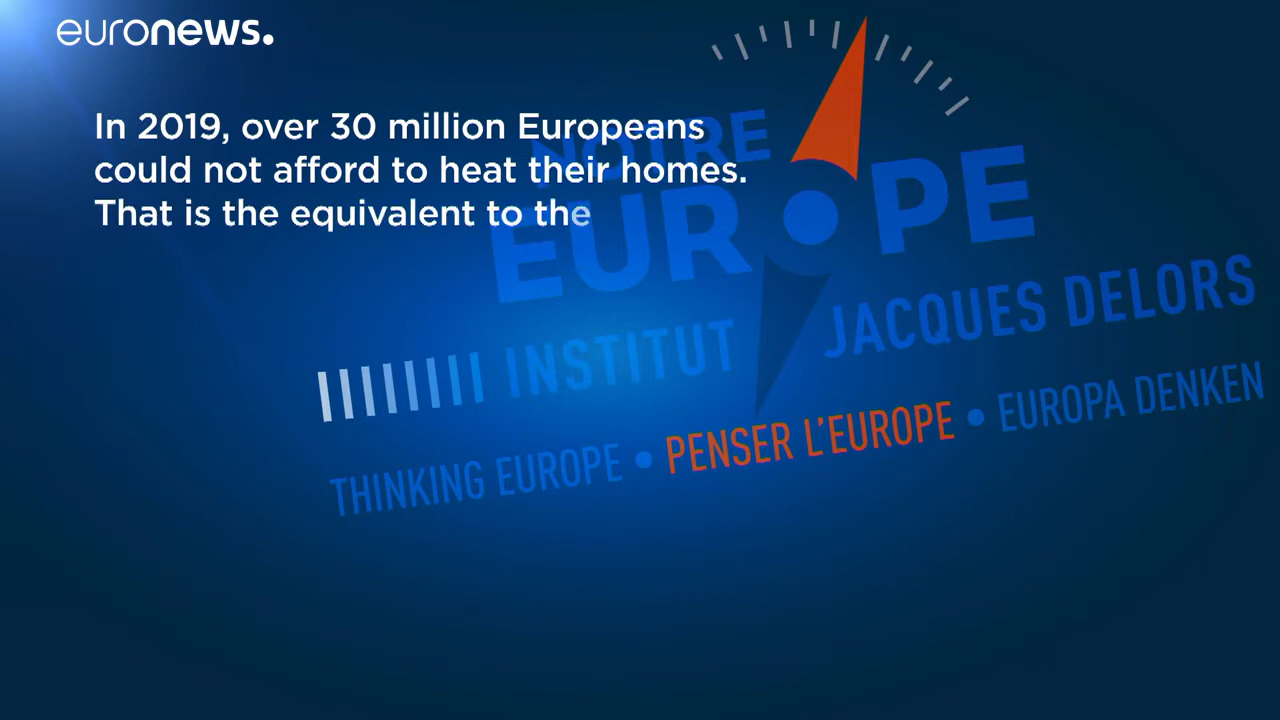 euronews.
In 2019, over 30 million Europeans
could not afford to heat their homes.
That is the equivalent to the
NOTRE
EUROPE
INSTITUT JACQUES DELORS
THINKING EUROPE • PENSER L'EUROPE • EUROPA DENKEN